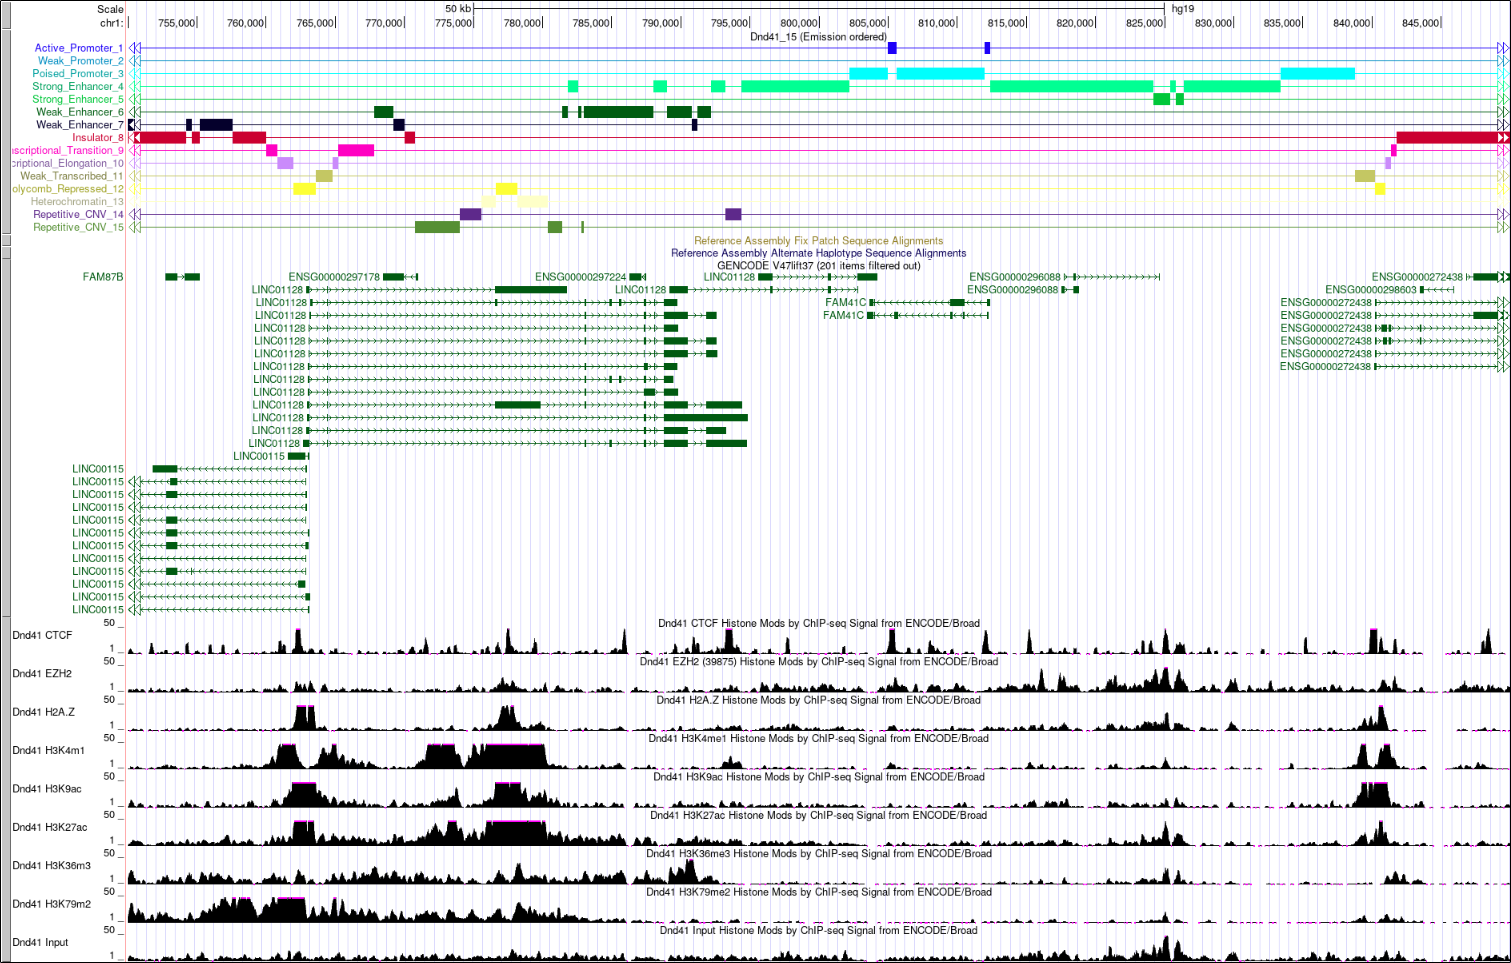 Scale 50 kb hg19
chr1: 755,000 760,000 765,000 770,000 775,000 780,000 785,000 790,000 795,000 800,000 805,000 810,000 815,000 820,000 825,000 830,000 835,000 840,000 845,000
Dnd41_15 (Emission ordered)
Active_Promoter_1
Weak_Promoter_2
Poised_Promoter_3
Strong_Enhancer_4
Strong_Enhancer_5
Weak_Enhancer_6
Weak_Enhancer_7
Insulator_8
nscriptional_Transition_9
criptional_Elongation_10
Weak_Transcribed_11
olycomb_Repressed_12
Heterochromatin_13
Repetitive_CNV_14
Repetitive_CNV_15
Reference Assembly Fix Patch Sequence Alignments
Reference Assembly Alternate Haplotype Sequence Alignments
GENCODE V47lift37 (201 items filtered out)
FAM87B ENSG00000297178 ENSG00000297224 LINC01128 ENSG00000296088 ENSG00000272438
LINC01128 LINC01128 ENSG00000296088 ENSG00000298603
LINC01128 FAM41C ENSG00000272438
LINC01128 FAM41C ENSG00000272438
LINC01128 ENSG00000272438
LINC01128 ENSG00000272438
LINC01128 ENSG00000272438
LINC01128 ENSG00000272438
LINC01128
LINC01128
LINC01128
LINC01128
LINC01128
LINC01128
LINC00115
LINC00115
LINC00115
LINC00115
LINC00115
LINC00115
LINC00115
LINC00115
LINC00115
LINC00115
LINC00115
LINC00115
LINC00115
50 Dnd41 CTCF Histone Mods by ChIP-seq Signal from ENCODE/Broad
Dnd41 CTCF
1
50 Dnd41 EZH2 (39875) Histone Mods by ChIP-seq Signal from ENCODE/Broad
Dnd41 EZH2
1
50 Dnd41 H2A.Z Histone Mods by ChIP-seq Signal from ENCODE/Broad
Dnd41 H2A.Z
1
50 Dnd41 H3K4me1 Histone Mods by ChIP-seq Signal from ENCODE/Broad
Dnd41 H3K4m1
1
50 Dnd41 H3K9ac Histone Mods by ChIP-seq Signal from ENCODE/Broad
Dnd41 H3K9ac
1
50 Dnd41 H3K27ac Histone Mods by ChIP-seq Signal from ENCODE/Broad
Dnd41 H3K27ac
1
50 Dnd41 H3K36me3 Histone Mods by ChIP-seq Signal from ENCODE/Broad
Dnd41 H3K36m3
1
50 Dnd41 H3K79me2 Histone Mods by ChIP-seq Signal from ENCODE/Broad
Dnd41 H3K79m2
1
50 Dnd41 Input Histone Mods by ChIP-seq Signal from ENCODE/Broad
Dnd41 Input
1